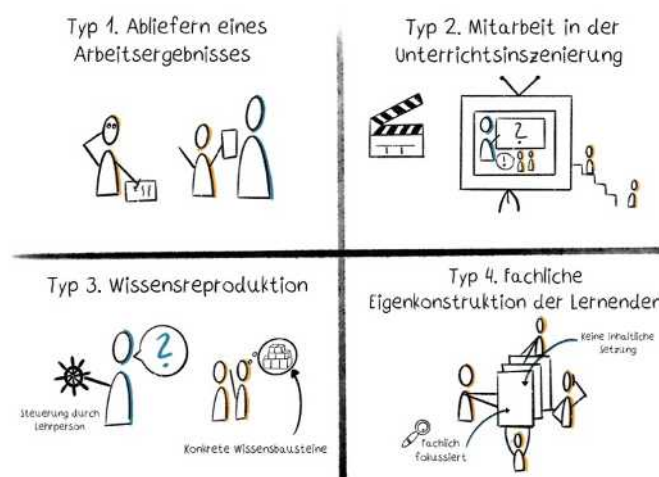 Typ 1. Abliefern eines
Arbeitsergebnisses
Typ 2. Mitarbeit in der
Unterrichtsinszenierung
?
!
Typ 3. Wissensreproduktion
?
Steuerung durch
Lehrperson
Konkrete Wissensbausteine
Typ 4. Fachliche
Eigenkonstruktion der Lernenden
Keine inhaltliche
Setzung
Fachlich
fokussiert